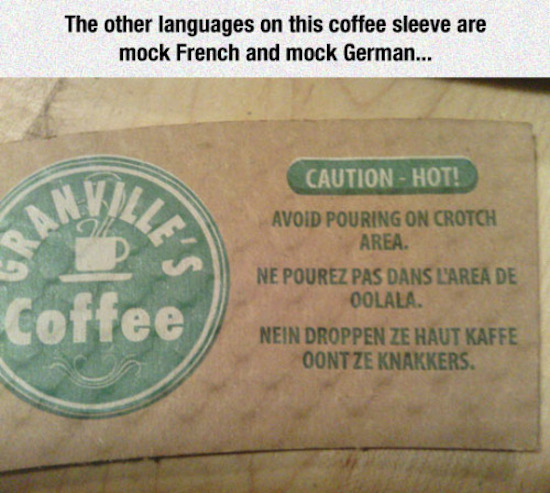 The other languages on this coffee sleeve are
mock French and mock German...
GRANVILLE'S
Coffee
CAUTION - HOT!
AVOID POURING ON CROTCH
AREA.
NE POUREZ PAS DANS L'AREA DE
OOLALA.
NEIN DROPPEN ZE HAUT KAFFE
OONT ZE KNAKKERS.